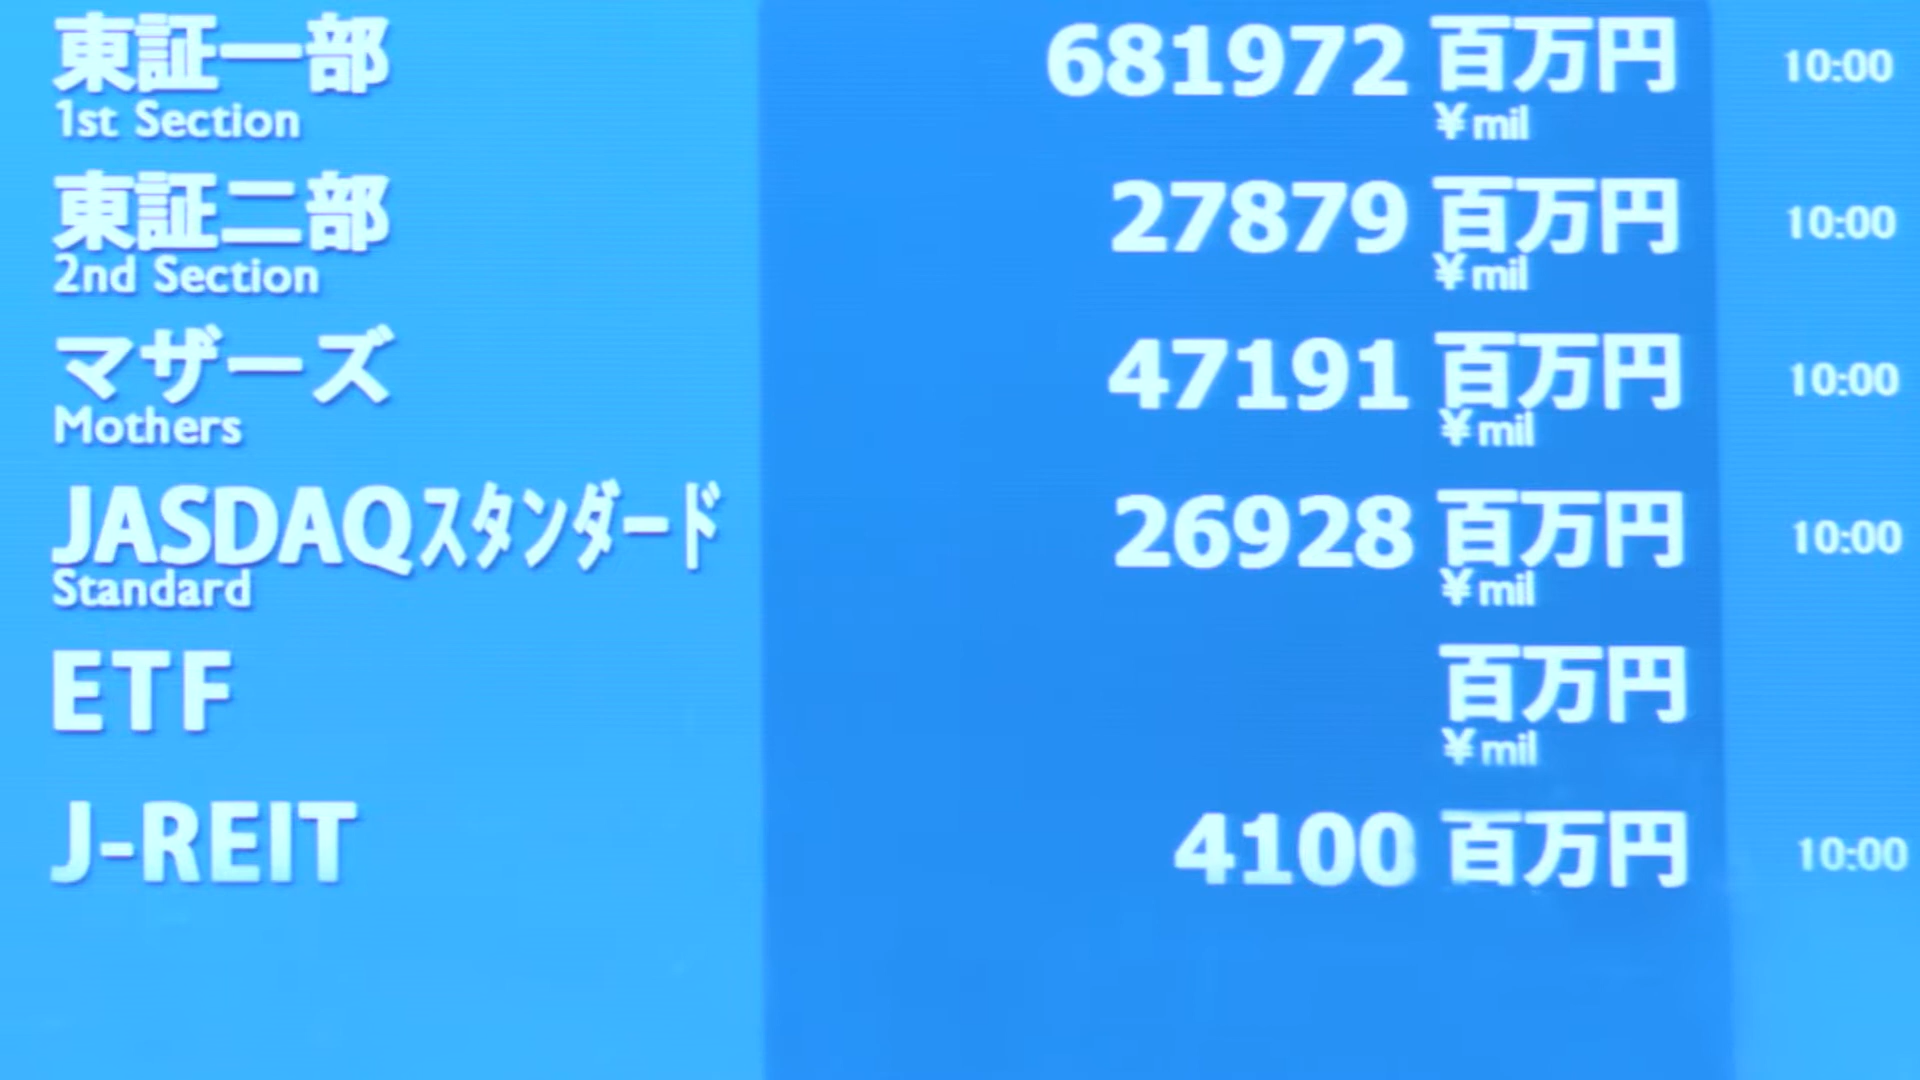 東証一部 681972 百万円 10:00
1st Section ¥mil
東証二部 27879 百万円 10:00
2nd Section ¥mil
マザーズ 47191 百万円 10:00
Mothers ¥mil
JASDAQスタンダード 26928 百万円 10:00
Standard ¥mil
ETF 百万円
¥mil
J-REIT 4100 百万円 10:00